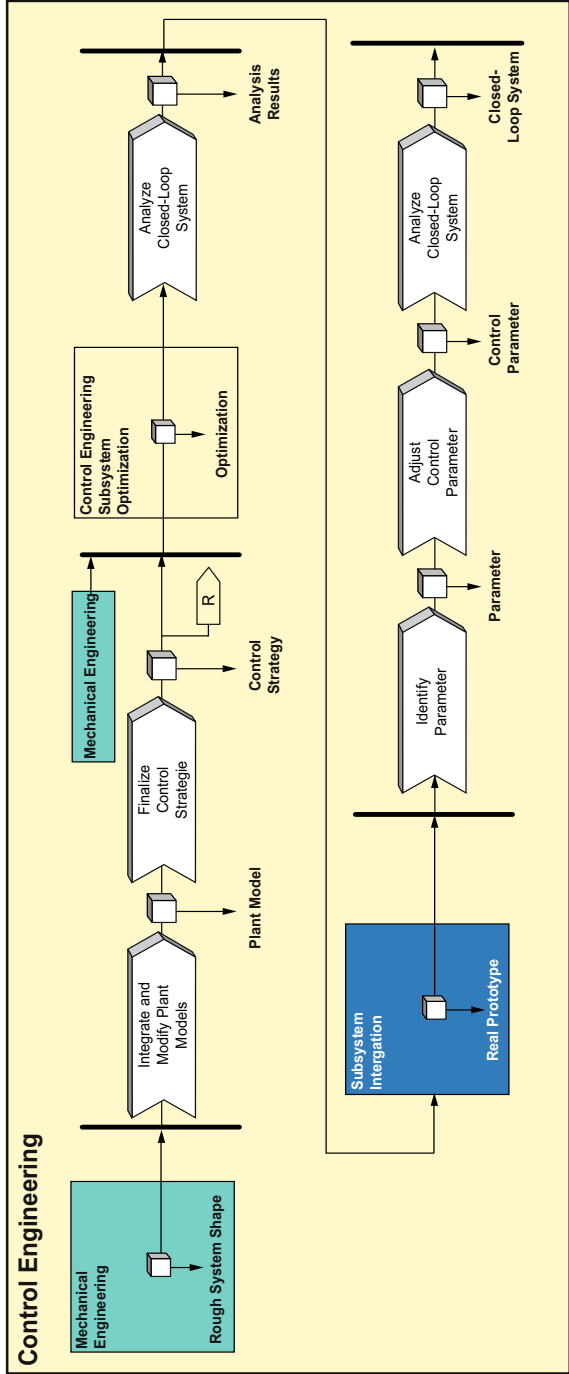 Control Engineering
Mechanical
Engineering
Rough System Shape
Integrate and
Modify Plant
Models
Plant Model
Finalize
Control
Strategie
Control
Strategy
R
Mechanical Engineering
Control Engineering
Subsystem
Optimization
Optimization
Analyze
Closed-Loop
System
Analysis
Results
Subsystem
Intergation
Real Prototype
Identify
Parameter
Parameter
Adjust
Control
Parameter
Control
Parameter
Analyze
Closed-Loop
System
Closed-
Loop System